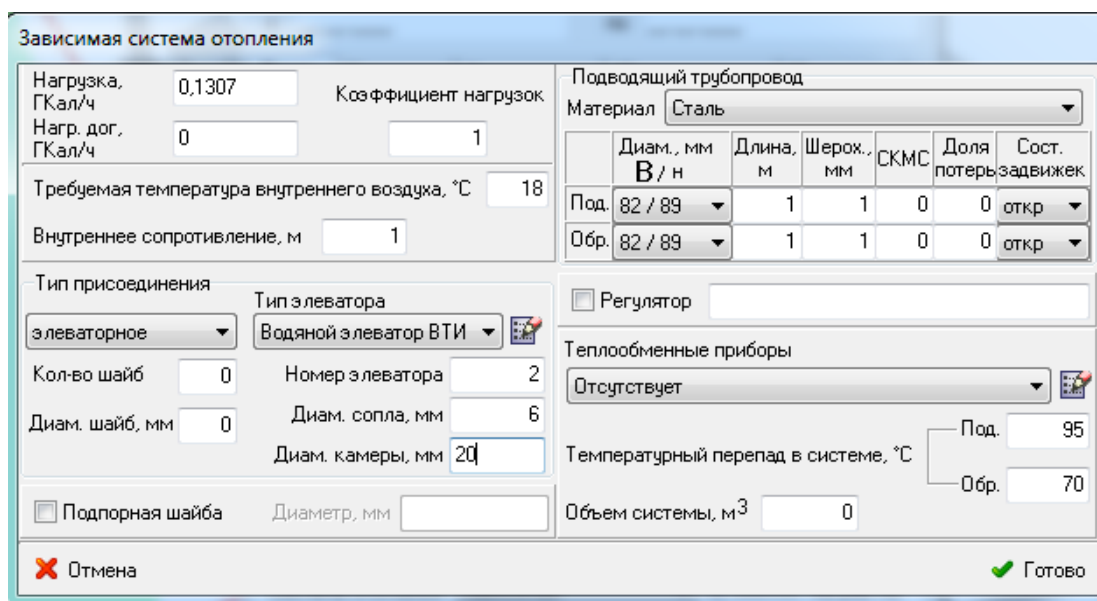 Зависимая система отопления
Нагрузка, ГКал/ч 0,1307
Коэффициент нагрузок
Нагр. дог, ГКал/ч 0 1
Требуемая температура внутреннего воздуха, °C 18
Внутреннее сопротивление, м 1
Тип присоединения
Тип элеватора
элеваторное Водяной элеватор ВТИ
Кол-во шайб 0 Номер элеватора 2
Диам. шайб, мм 0 Диам. сопла, мм 6
Диам. камеры, мм 20
Подпорная шайба Диаметр, мм
Подводящий трубопровод
Материал Сталь
Диам., мм В / н Длина, м Шерох., мм СКМС Доля потерь Сост. задвижек
Под. 82 / 89 1 1 0 0 откр
Обр. 82 / 89 1 1 0 0 откр
Регулятор
Теплообменные приборы
Отсутствует
Под. 95
Температурный перепад в системе, °C
Обр. 70
Объем системы, м3 0
Отмена Готово